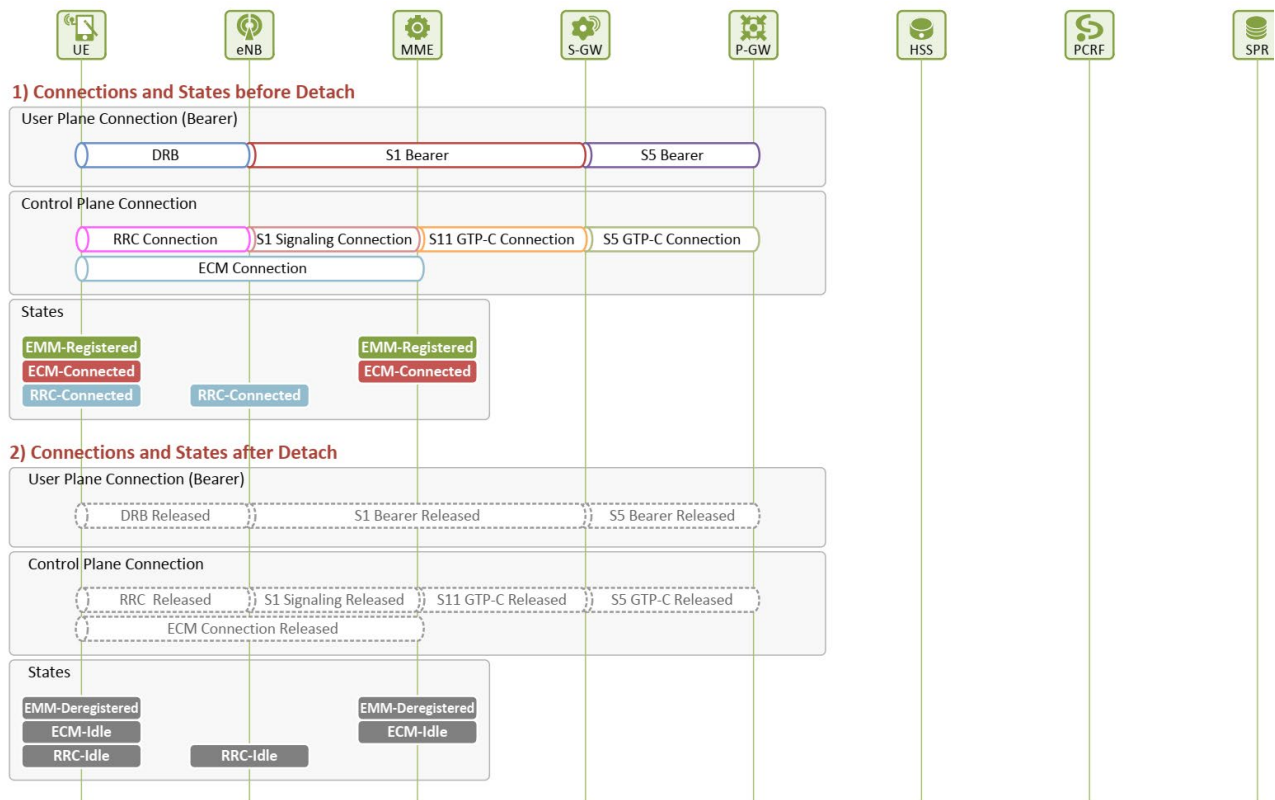 UE eNB MME S-GW P-GW HSS PCRF SPR
1) Connections and States before Detach
User Plane Connection (Bearer)
DRB S1 Bearer S5 Bearer
Control Plane Connection
RRC Connection S1 Signaling Connection S11 GTP-C Connection S5 GTP-C Connection
ECM Connection
States
EMM-Registered EMM-Registered
ECM-Connected ECM-Connected
RRC-Connected RRC-Connected
2) Connections and States after Detach
User Plane Connection (Bearer)
DRB Released S1 Bearer Released S5 Bearer Released
Control Plane Connection
RRC Released S1 Signaling Released S11 GTP-C Released S5 GTP-C Released
ECM Connection Released
States
EMM-Deregistered EMM-Deregistered
ECM-Idle ECM-Idle
RRC-Idle RRC-Idle